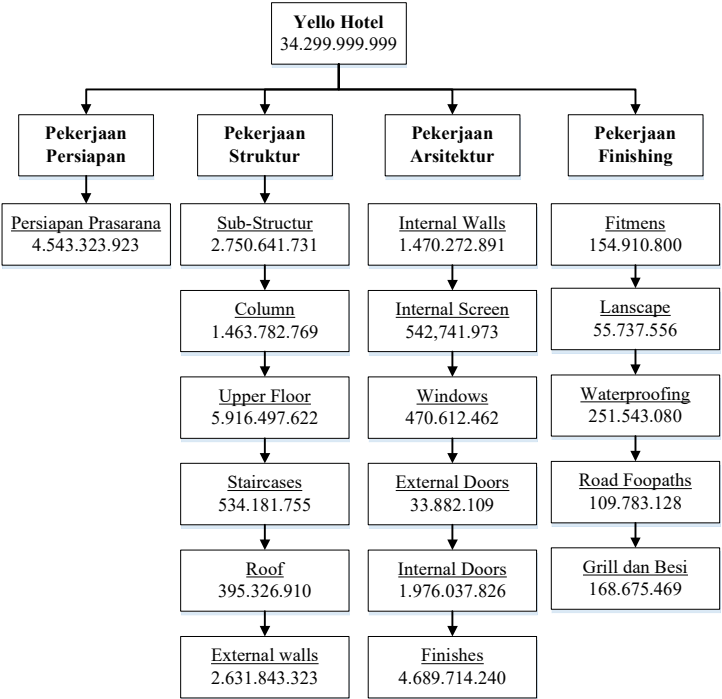 Yello Hotel
34.299.999.999
Pekerjaan
Persiapan
Pekerjaan
Struktur
Pekerjaan
Arsitektur
Pekerjaan
Finishing
Persiapan Prasarana
4.543.323.923
Sub-Structur
2.750.641.731
Internal Walls
1.470.272.891
Fitmens
154.910.800
Column
1.463.782.769
Internal Screen
542,741.973
Lanscape
55.737.556
Upper Floor
5.916.497.622
Windows
470.612.462
Waterproofing
251.543.080
Staircases
534.181.755
External Doors
33.882.109
Road Foopaths
109.783.128
Roof
395.326.910
Internal Doors
1.976.037.826
Grill dan Besi
168.675.469
External walls
2.631.843.323
Finishes
4.689.714.240